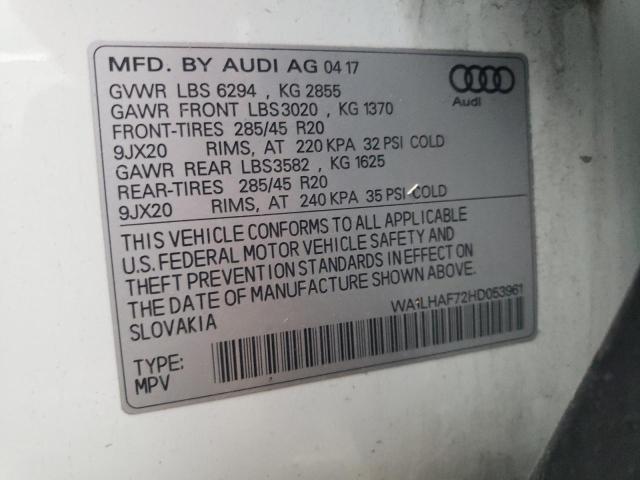 MFD. BY AUDI AG 04 17
GVWR LBS 6294 , KG 2855
GAWR FRONT LBS3020 , KG 1370
FRONT-TIRES 285/45 R20
9JX20 RIMS, AT 220 KPA 32 PSI COLD
GAWR REAR LBS3582 , KG 1625
REAR-TIRES 285/45 R20
9JX20 RIMS, AT 240 KPA 35 PSI COLD
THIS VEHICLE CONFORMS TO ALL APPLICABLE
U.S. FEDERAL MOTOR VEHICLE SAFETY AND
THEFT PREVENTION STANDARDS IN EFFECT ON
THE DATE OF MANUFACTURE SHOWN ABOVE.
SLOVAKIA
WA1LHAF72HD053961
TYPE:
MPV
Audi